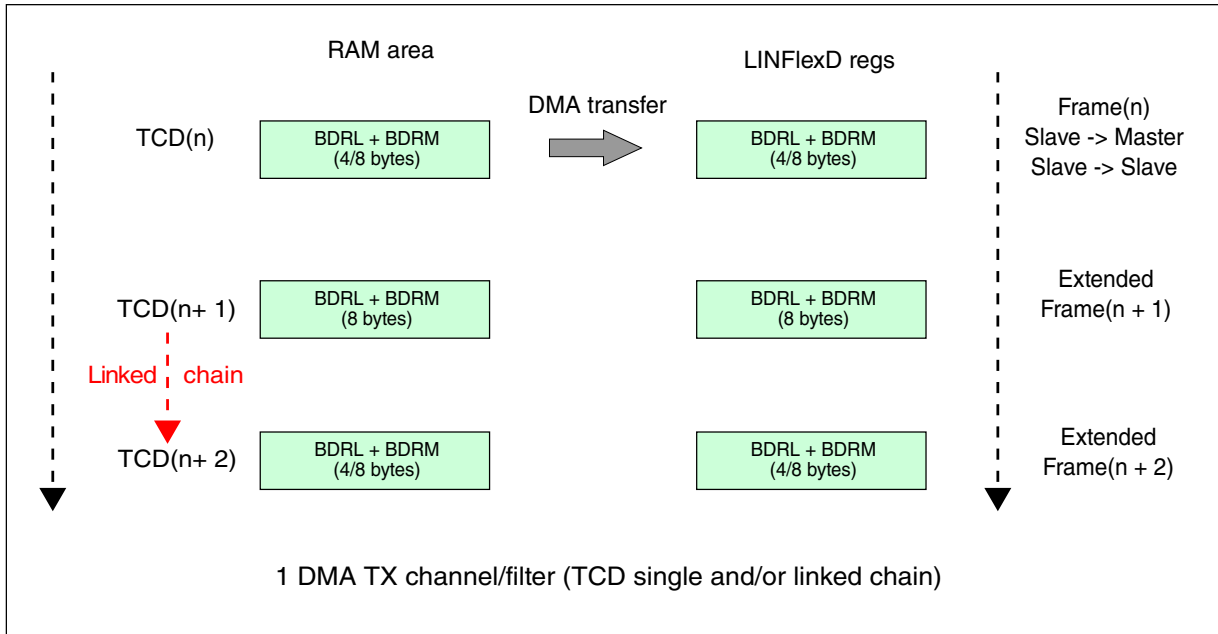 RAM area
LINFlexD regs
DMA transfer
TCD(n)
BDRL + BDRM
(4/8 bytes)
BDRL + BDRM
(4/8 bytes)
Frame(n)
Slave -> Master
Slave -> Slave
TCD(n+ 1)
BDRL + BDRM
(8 bytes)
BDRL + BDRM
(8 bytes)
Extended
Frame(n + 1)
Linked chain
TCD(n+ 2)
BDRL + BDRM
(4/8 bytes)
BDRL + BDRM
(4/8 bytes)
Extended
Frame(n + 2)
1 DMA TX channel/filter (TCD single and/or linked chain)